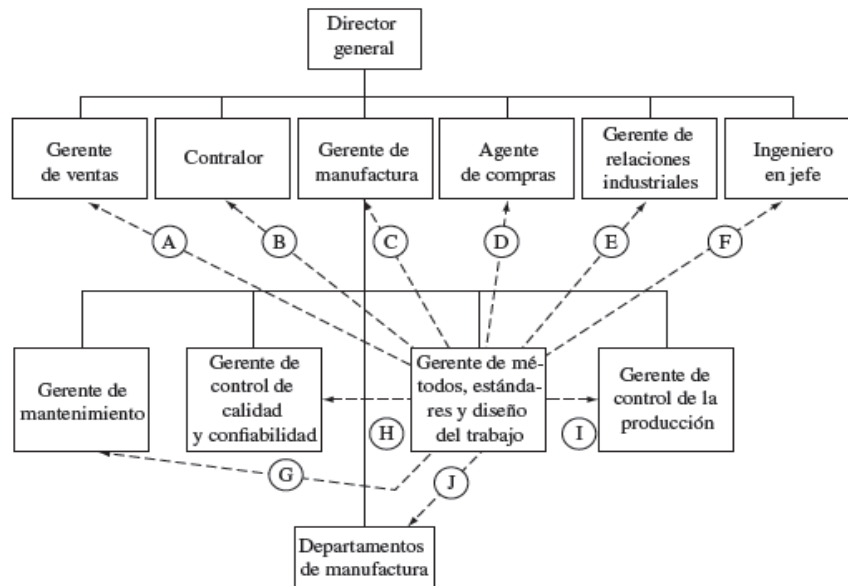 Director
general
Gerente
de ventas
Contralor
Gerente de
manufactura
Agente
de compras
Gerente de
relaciones
industriales
Ingeniero
en jefe
A
B
C
D
E
F
Gerente de
mantenimiento
Gerente de
control de
calidad
y confiabilidad
Gerente de mé-
todos, estánda-
res y diseño
del trabajo
Gerente de
control de la
producción
H
I
G
J
Departamentos
de manufactura